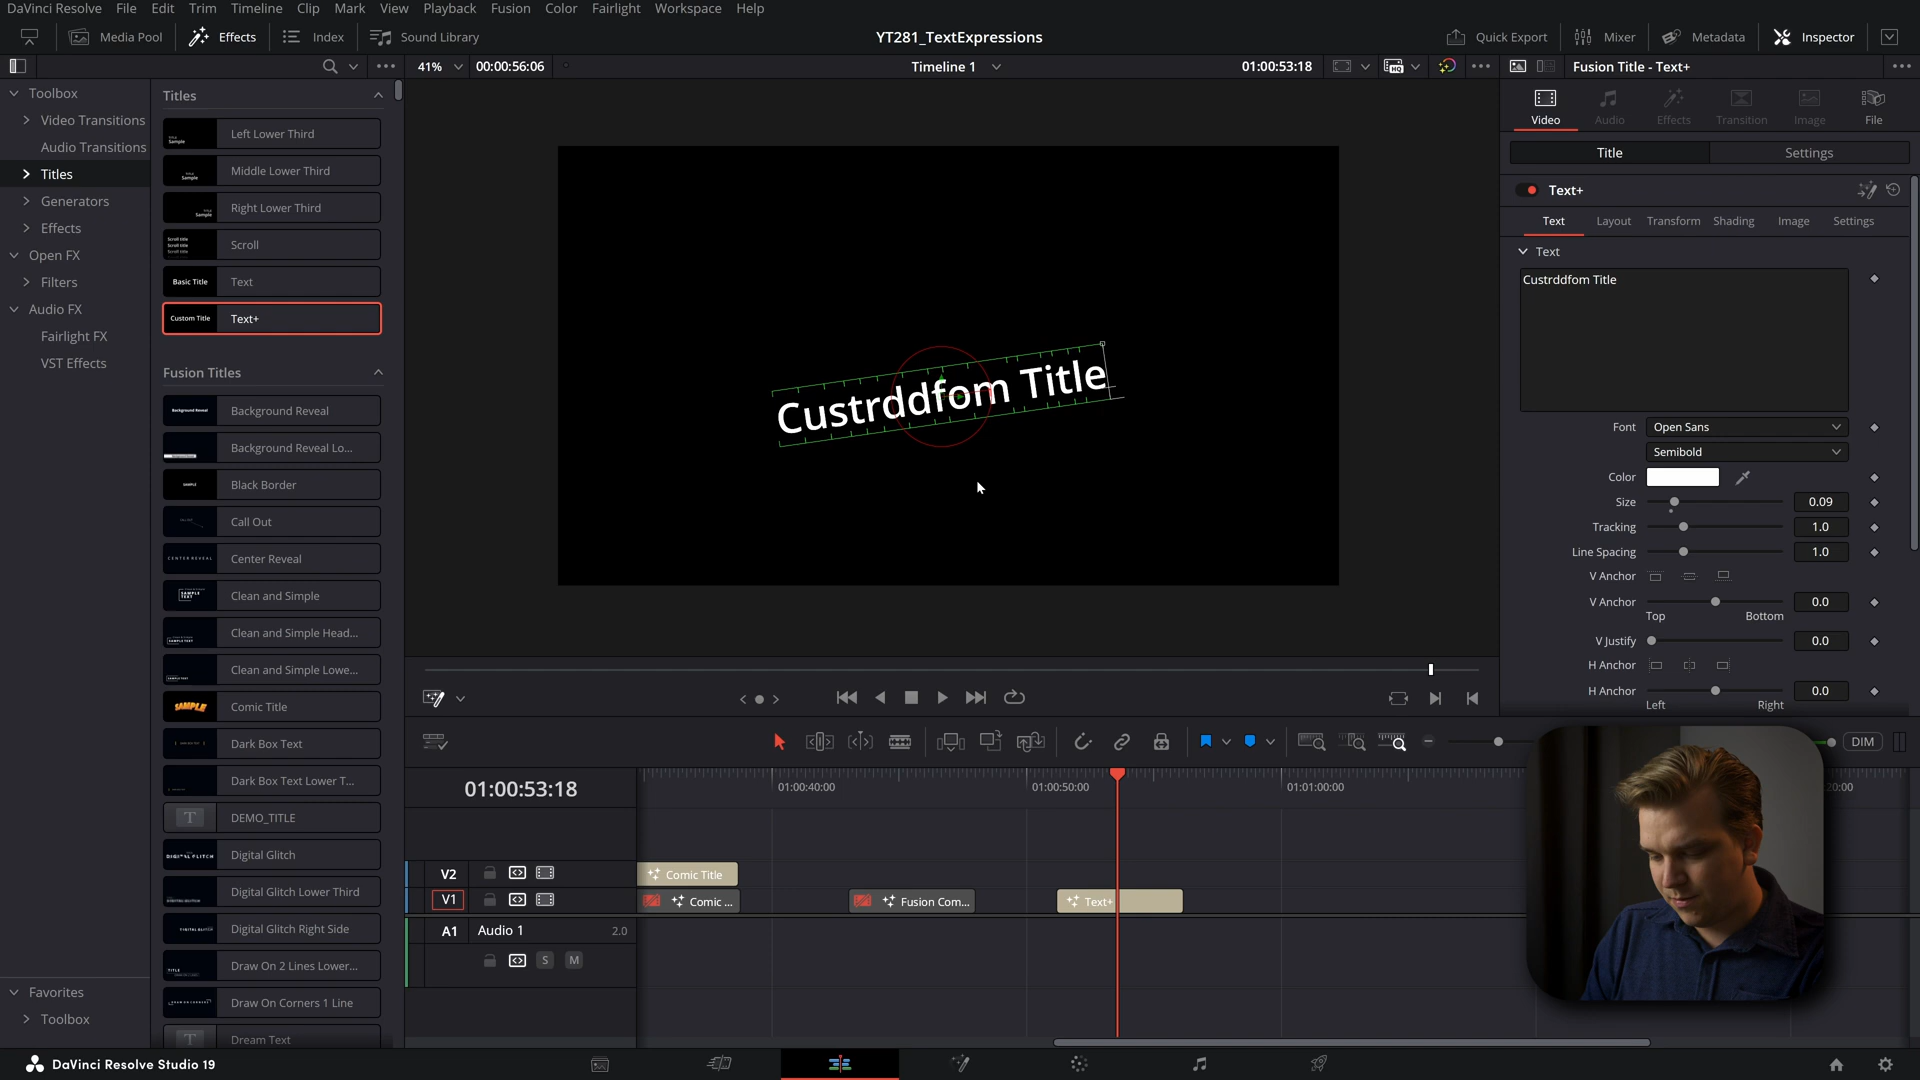 DaVinci Resolve File Edit Trim Timeline Clip Mark View Playback Fusion Color Fairlight Workspace Help
Media Pool Effects Index Sound Library YT281_TextExpressions Quick Export Mixer Metadata Inspector
41% 00:00:56:06 Timeline 1 01:00:53:18 Fusion Title - Text+
Toolbox
Video Transitions
Audio Transitions
Titles
Generators
Effects
Open FX
Filters
Audio FX
Fairlight FX
VST Effects
Favorites
Toolbox
Titles
Left Lower Third
Middle Lower Third
Right Lower Third
Scroll
Basic Title Text
Custom Title Text+
Fusion Titles
Background Reveal
Background Reveal Lo...
Black Border
Call Out
Center Reveal
Clean and Simple
Clean and Simple Head...
Clean and Simple Lowe...
SAMPLE Comic Title
Dark Box Text
Dark Box Text Lower T...
T DEMO_TITLE
Digital Glitch
Digital Glitch Lower Third
Digital Glitch Right Side
Draw On 2 Lines Lower...
Draw On Corners 1 Line
T Dream Text
Custrddfom Title
Video Audio Effects Transition Image File
Title Settings
Text+
Text Layout Transform Shading Image Settings
Text
Custrddfom Title
Font Open Sans
Semibold
Color
Size 0.09
Tracking 1.0
Line Spacing 1.0
V Anchor
V Anchor 0.0
Top Bottom
V Justify 0.0
H Anchor
H Anchor 0.0
Left Right
DIM
01:00:53:18 01:00:40:00 01:00:50:00 01:01:00:00 20:00
V2 Comic Title
V1 Comic ... Fusion Com... Text+
A1 Audio 1 2.0
S M
DaVinci Resolve Studio 19